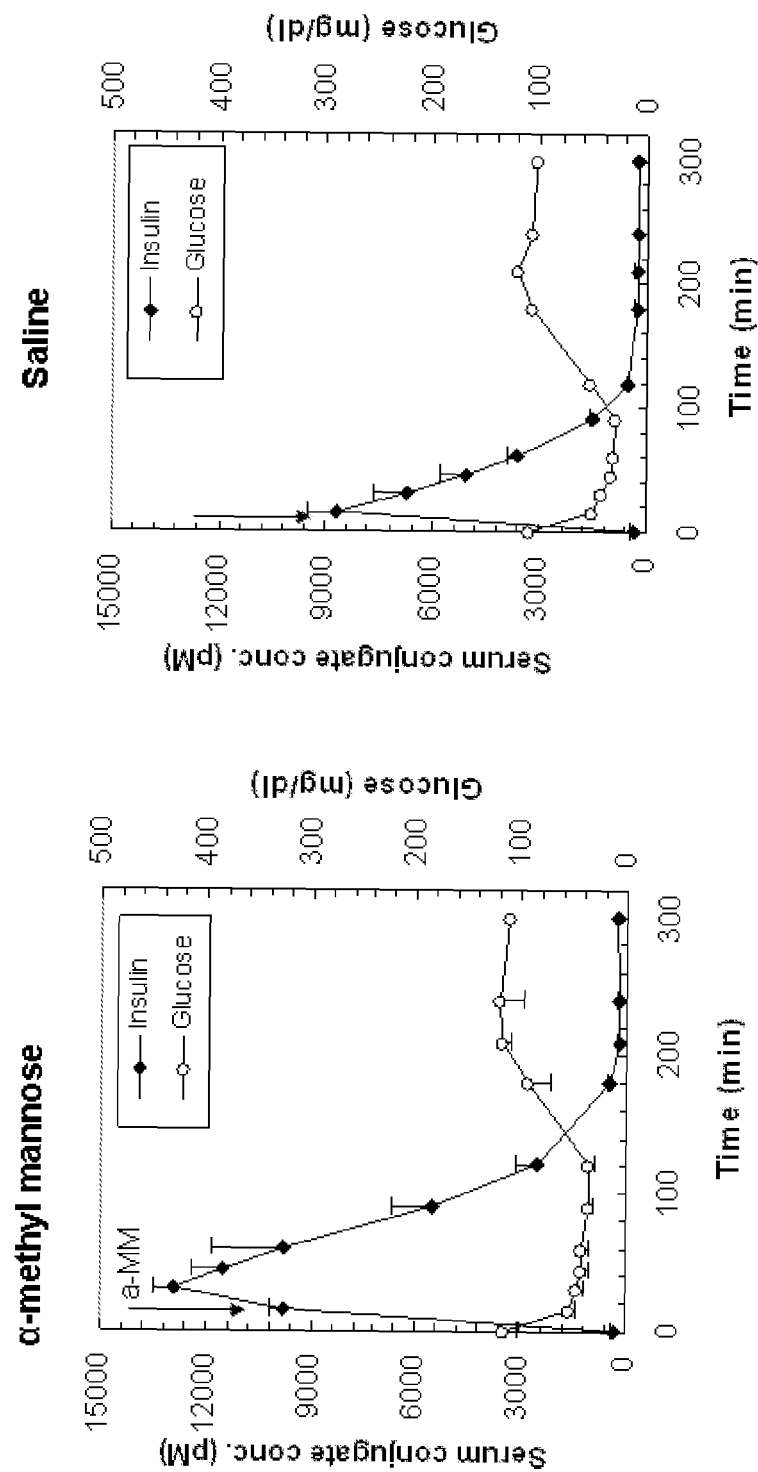 α-methyl mannose
15000
12000
9000
6000
3000
0
Serum conjugate conc. (pM)
a-MM
Insulin
Glucose
500
400
300
200
100
0
Glucose (mg/dl)
0
100
200
300
Time (min)
Saline
15000
12000
9000
6000
3000
0
Serum conjugate conc. (pM)
Insulin
Glucose
500
400
300
200
100
0
Glucose (mg/dl)
0
100
200
300
Time (min)